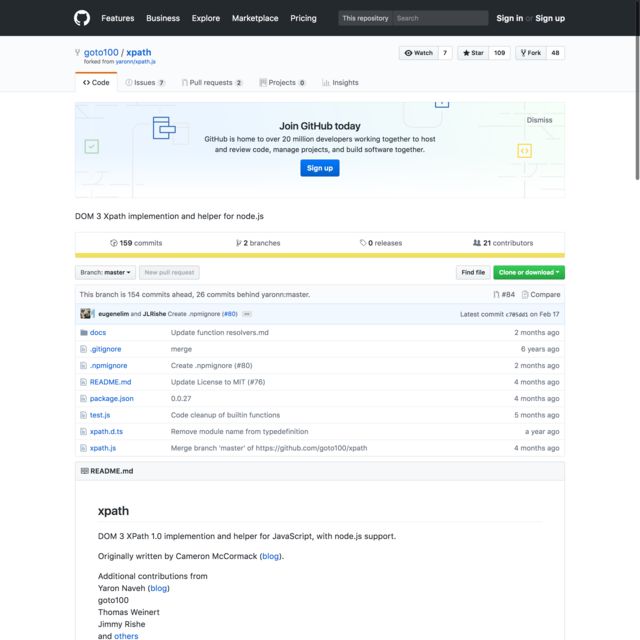 Features Business Explore Marketplace Pricing This repository Search Sign in or Sign up
goto100 / xpath Watch 7 Star 109 Fork 48
forked from yaronn/xpath.js
Code Issues 7 Pull requests 2 Projects 0 Insights
Join GitHub today
Dismiss
GitHub is home to over 20 million developers working together to host
and review code, manage projects, and build software together.
Sign up
DOM 3 Xpath implemention and helper for node.js
159 commits 2 branches 0 releases 21 contributors
Branch: master New pull request Find file Clone or download
This branch is 154 commits ahead, 26 commits behind yaronn:master. #84 Compare
eugenelim and JLRishe Create .npmignore (#80) Latest commit c705dd1 on Feb 17
docs Update function resolvers.md 2 months ago
.gitignore merge 6 years ago
.npmignore Create .npmignore (#80) 2 months ago
README.md Update License to MIT (#76) 4 months ago
package.json 0.0.27 4 months ago
test.js Code cleanup of builtin functions 5 months ago
xpath.d.ts Remove module name from typedefinition a year ago
xpath.js Merge branch 'master' of https://github.com/goto100/xpath 4 months ago
README.md
xpath
DOM 3 XPath 1.0 implemention and helper for JavaScript, with node.js support.
Originally written by Cameron McCormack (blog).
Additional contributions from
Yaron Naveh (blog)
goto100
Thomas Weinert
Jimmy Rishe
and others